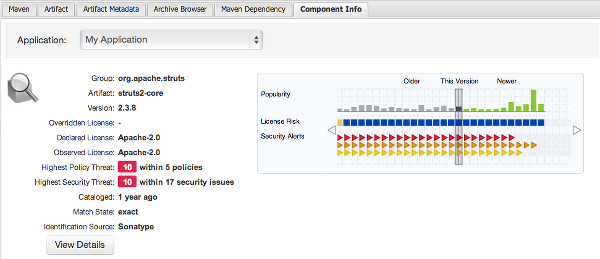 Maven Artifact Artifact Metadata Archive Browser Maven Dependency Component Info
Application: My Application
Group: org.apache.struts
Artifact: struts2-core
Version: 2.3.8
Overridden License: -
Declared License: Apache-2.0
Observed License: Apache-2.0
Highest Policy Threat: 10 within 5 policies
Highest Security Threat: 10 within 17 security issues
Cataloged: 1 year ago
Match State: exact
Identification Source: Sonatype
View Details
Older This Version Newer
Popularity
License Risk
Security Alerts